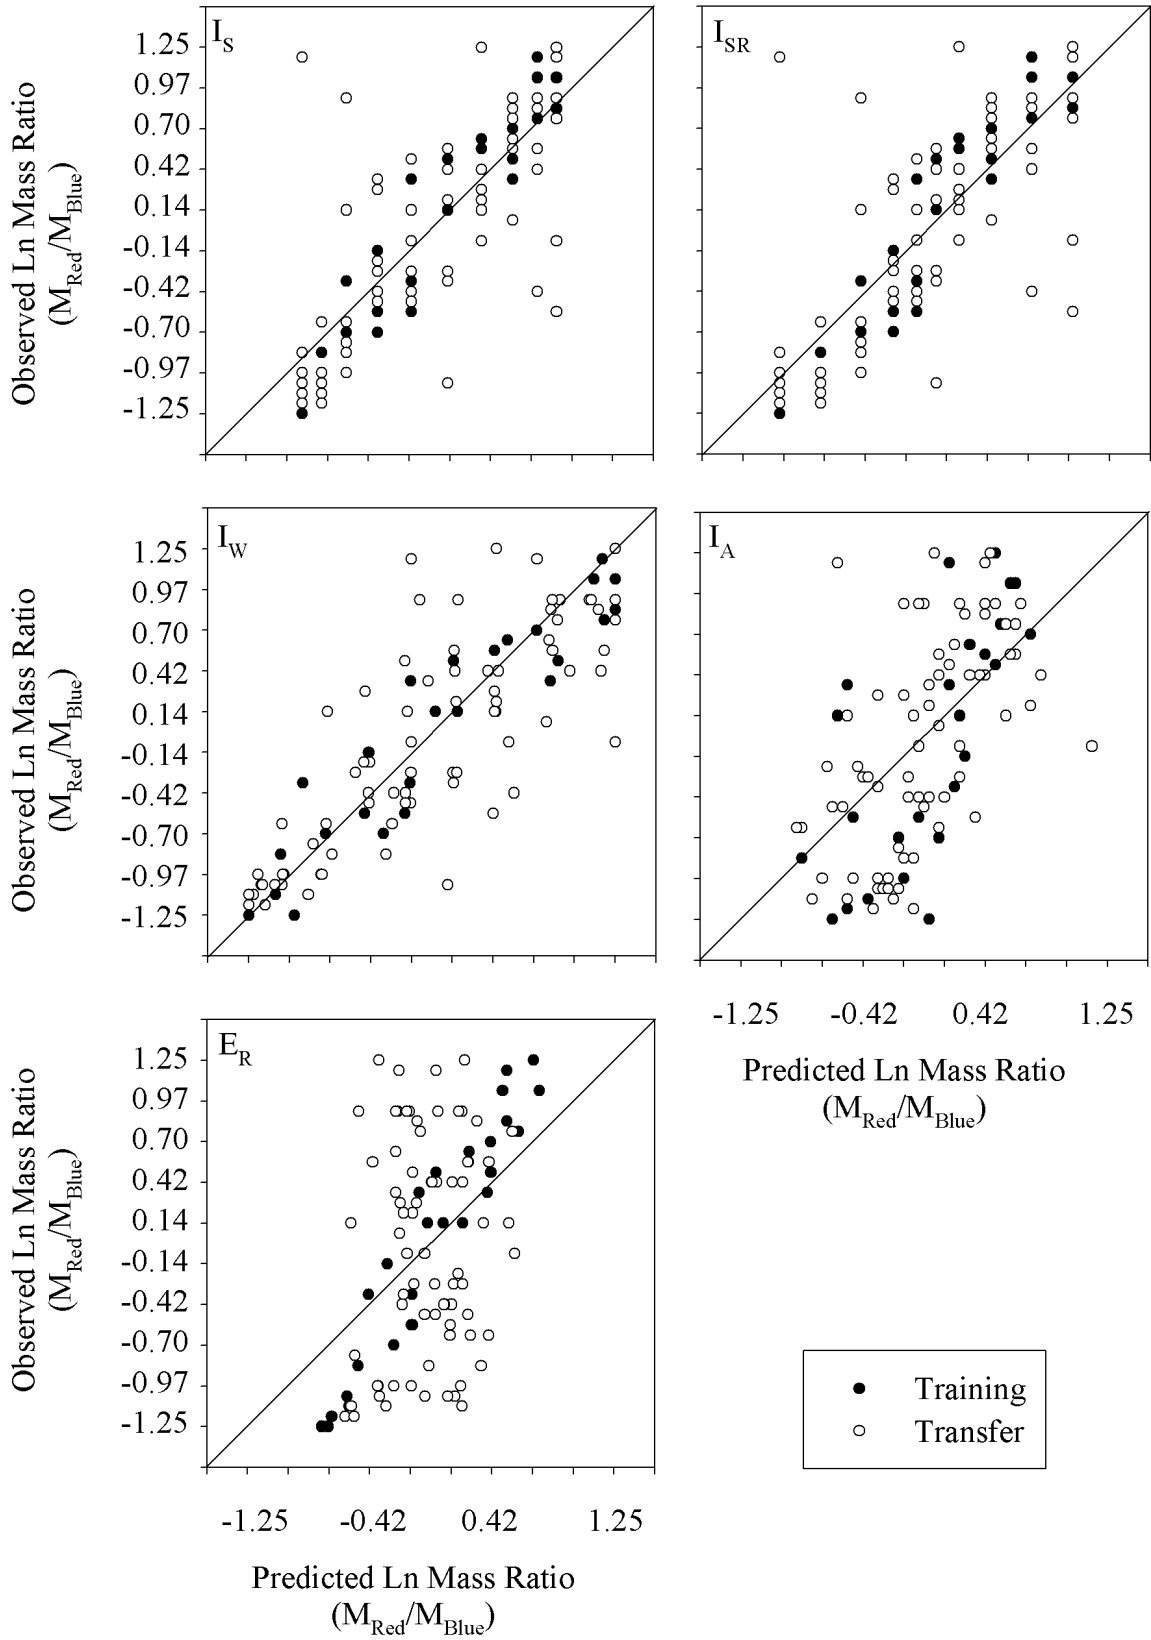 I_S
1.25
0.97
0.70
0.42
0.14
-0.14
-0.42
-0.70
-0.97
-1.25
Observed Ln Mass Ratio
(M_Red/M_Blue)
I_SR
I_W
1.25
0.97
0.70
0.42
0.14
-0.14
-0.42
-0.70
-0.97
-1.25
Observed Ln Mass Ratio
(M_Red/M_Blue)
I_A
-1.25 -0.42 0.42 1.25
Predicted Ln Mass Ratio
(M_Red/M_Blue)
E_R
1.25
0.97
0.70
0.42
0.14
-0.14
-0.42
-0.70
-0.97
-1.25
Observed Ln Mass Ratio
(M_Red/M_Blue)
-1.25 -0.42 0.42 1.25
Predicted Ln Mass Ratio
(M_Red/M_Blue)
Training
Transfer